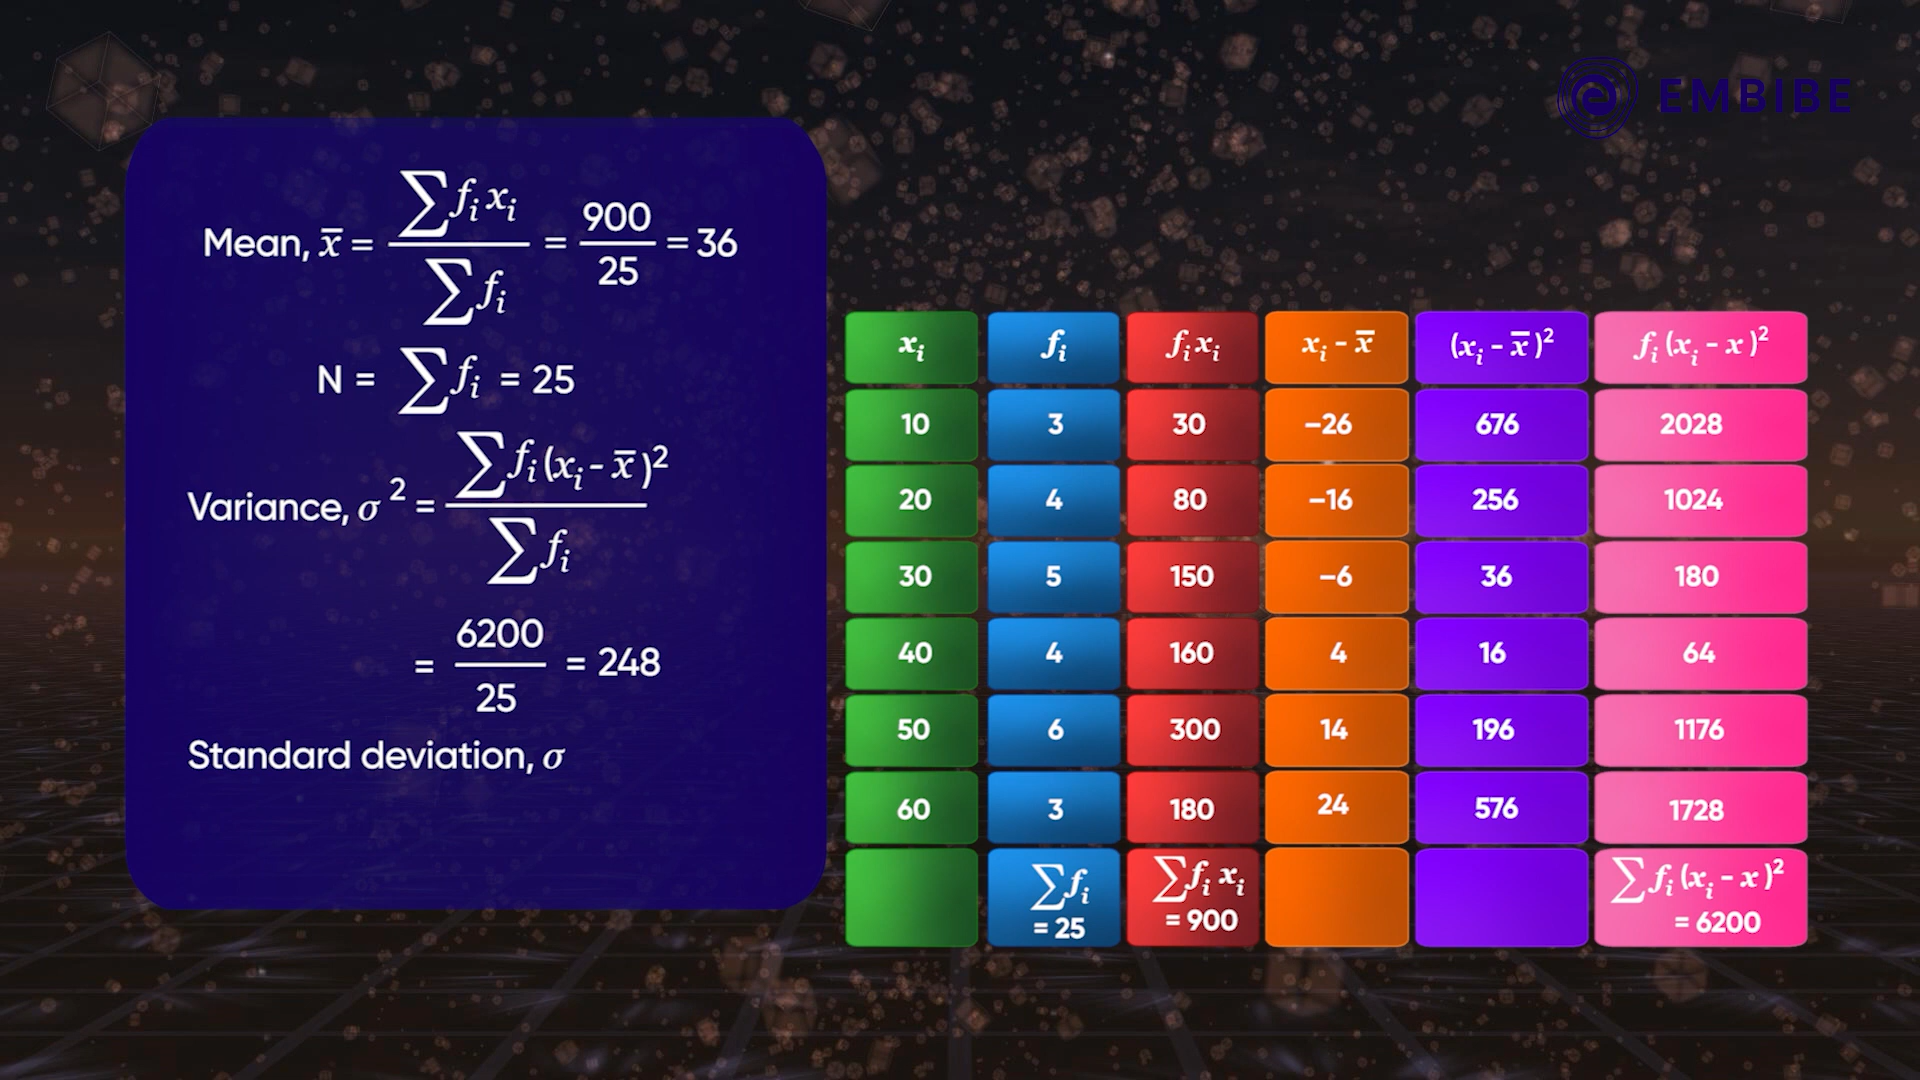 EMBIBE
Mean, x̄ = ∑fᵢxᵢ / ∑fᵢ = 900 / 25 = 36
N = ∑fᵢ = 25
Variance, σ² = ∑fᵢ(xᵢ - x̄)² / ∑fᵢ
= 6200 / 25 = 248
Standard deviation, σ
xᵢ fᵢ fᵢxᵢ xᵢ - x̄ (xᵢ - x̄)² fᵢ(xᵢ - x)²
10 3 30 –26 676 2028
20 4 80 –16 256 1024
30 5 150 –6 36 180
40 4 160 4 16 64
50 6 300 14 196 1176
60 3 180 24 576 1728
∑fᵢ ∑fᵢxᵢ ∑fᵢ(xᵢ - x)²
= 25 = 900 = 6200